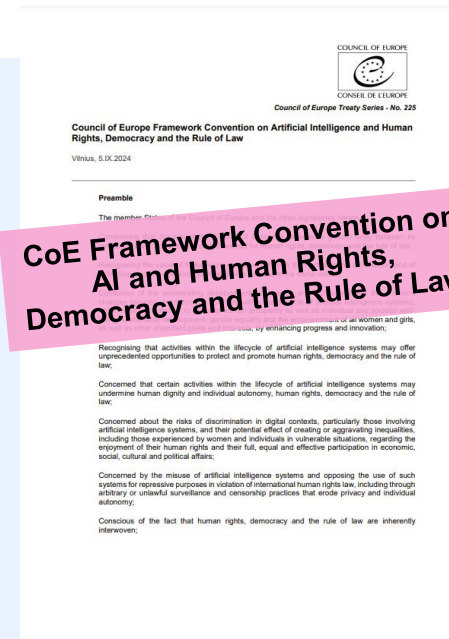 COUNCIL OF EUROPE
CONSEIL DE L'EUROPE
Council of Europe Treaty Series - No. 225
Council of Europe Framework Convention on Artificial Intelligence and Human
Rights, Democracy and the Rule of Law
Vilnius, 5.IX.2024
Preamble
The member States of the Council of Europe and the other signatories
CoE Framework Convention on
AI and Human Rights,
Democracy and the Rule of Law
of all women and girls,
by enhancing progress and innovation;
Recognising that activities within the lifecycle of artificial intelligence systems may offer
unprecedented opportunities to protect and promote human rights, democracy and the rule of
law;
Concerned that certain activities within the lifecycle of artificial intelligence systems may
undermine human dignity and individual autonomy, human rights, democracy and the rule of
law;
Concerned about the risks of discrimination in digital contexts, particularly those involving
artificial intelligence systems, and their potential effect of creating or aggravating inequalities,
including those experienced by women and individuals in vulnerable situations, regarding the
enjoyment of their human rights and their full, equal and effective participation in economic,
social, cultural and political affairs;
Concerned by the misuse of artificial intelligence systems and opposing the use of such
systems for repressive purposes in violation of international human rights law, including through
arbitrary or unlawful surveillance and censorship practices that erode privacy and individual
autonomy;
Conscious of the fact that human rights, democracy and the rule of law are inherently
interwoven;